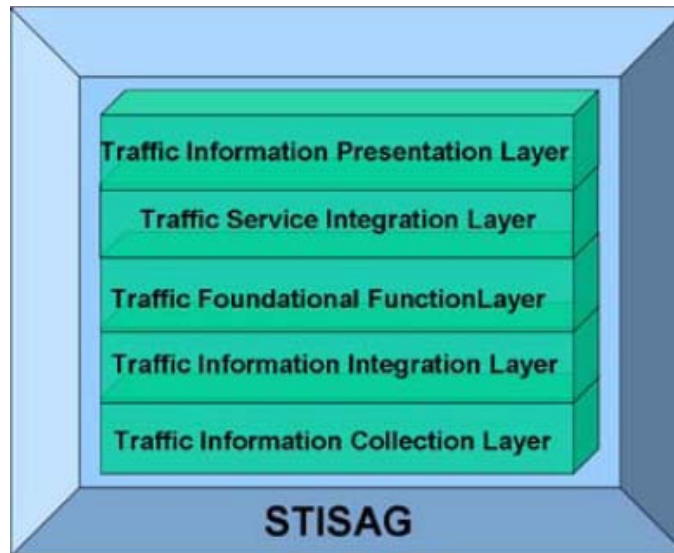 Traffic Information Presentation Layer
Traffic Service Integration Layer
Traffic Foundational FunctionLayer
Traffic Information Integration Layer
Traffic Information Collection Layer
STISAG